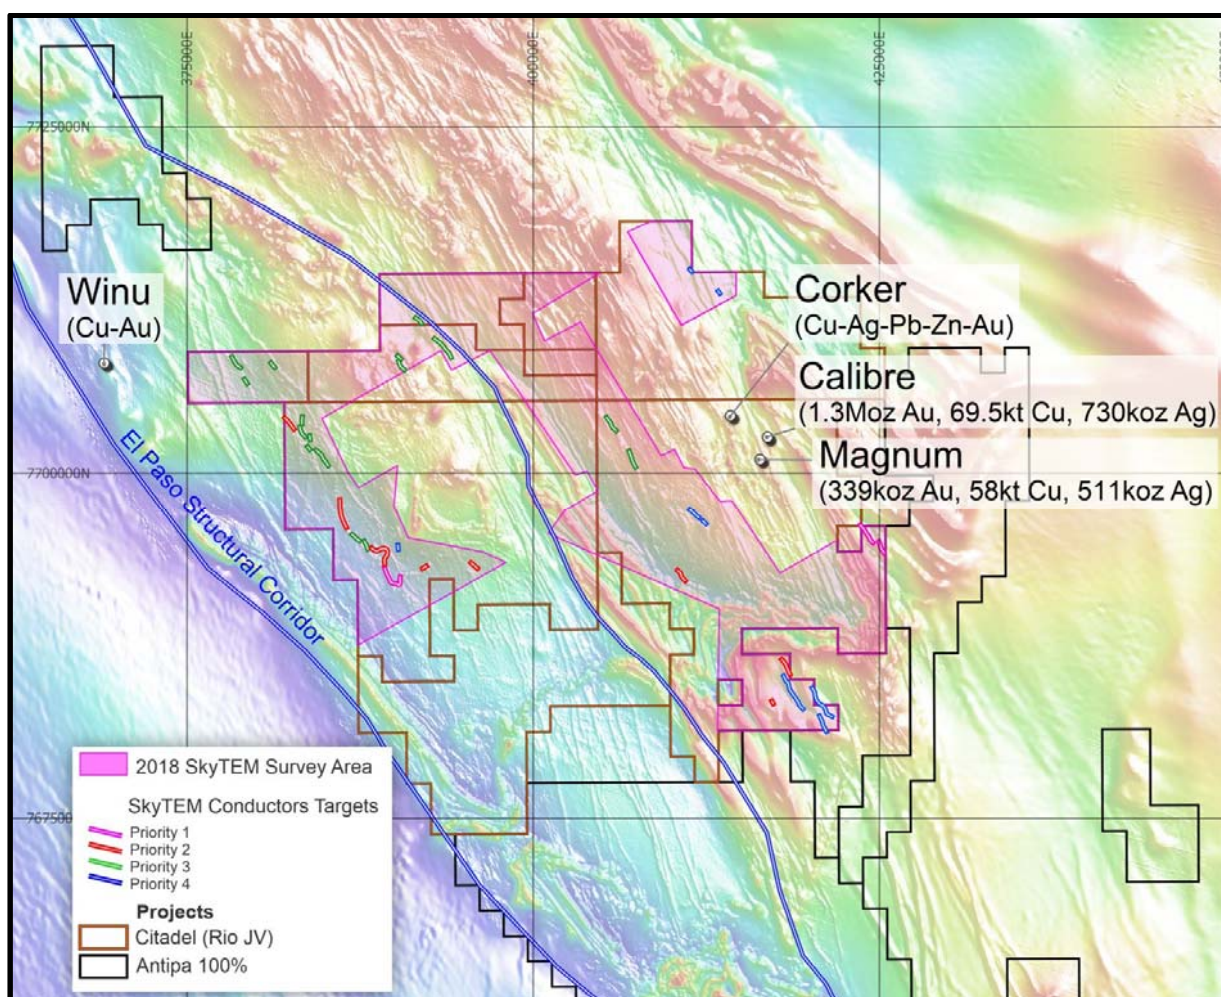 375000E
400000E
425000E
7725000N
Winu
(Cu-Au)
Corker
(Cu-Ag-Pb-Zn-Au)
Calibre
(1.3Moz Au, 69.5kt Cu, 730koz Ag)
7700000N
Magnum
(339koz Au, 58kt Cu, 511koz Ag)
El Paso Structural Corridor
2018 SkyTEM Survey Area
SkyTEM Conductors Targets
Priority 1
Priority 2
Priority 3
Priority 4
Projects
Citadel (Rio JV)
Antipa 100%